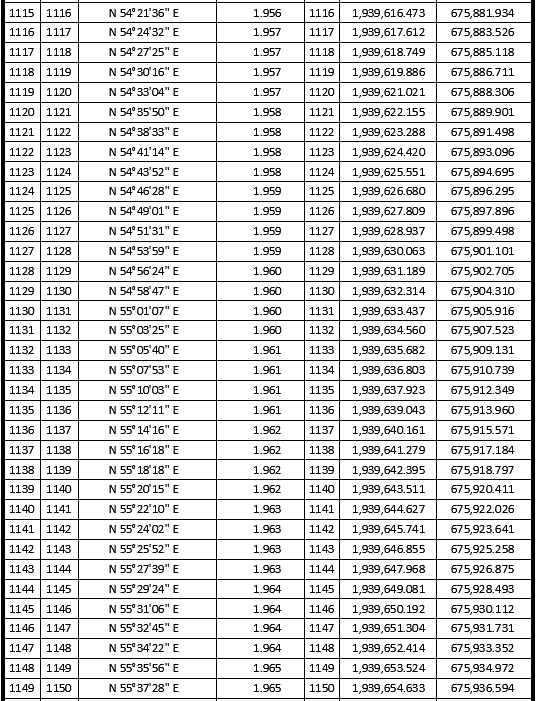 1115 1116 N 54°21'36" E 1.956 1116 1,939,616.473 675,881.934
1116 1117 N 54°24'32" E 1.957 1117 1,939,617.612 675,883.526
1117 1118 N 54°27'25" E 1.957 1118 1,939,618.749 675,885.118
1118 1119 N 54°30'16" E 1.957 1119 1,939,619.886 675,886.711
1119 1120 N 54°33'04" E 1.957 1120 1,939,621.021 675,888.306
1120 1121 N 54°35'50" E 1.958 1121 1,939,622.155 675,889.901
1121 1122 N 54°38'33" E 1.958 1122 1,939,623.288 675,891.498
1122 1123 N 54°41'14" E 1.958 1123 1,939,624.420 675,893.096
1123 1124 N 54°43'52" E 1.958 1124 1,939,625.551 675,894.695
1124 1125 N 54°46'28" E 1.959 1125 1,939,626.680 675,896.295
1125 1126 N 54°49'01" E 1.959 1126 1,939,627.809 675,897.896
1126 1127 N 54°51'31" E 1.959 1127 1,939,628.937 675,899.498
1127 1128 N 54°53'59" E 1.959 1128 1,939,630.063 675,901.101
1128 1129 N 54°56'24" E 1.960 1129 1,939,631.189 675,902.705
1129 1130 N 54°58'47" E 1.960 1130 1,939,632.314 675,904.310
1130 1131 N 55°01'07" E 1.960 1131 1,939,633.437 675,905.916
1131 1132 N 55°03'25" E 1.960 1132 1,939,634.560 675,907.523
1132 1133 N 55°05'40" E 1.961 1133 1,939,635.682 675,909.131
1133 1134 N 55°07'53" E 1.961 1134 1,939,636.803 675,910.739
1134 1135 N 55°10'03" E 1.961 1135 1,939,637.923 675,912.349
1135 1136 N 55°12'11" E 1.961 1136 1,939,639.043 675,913.960
1136 1137 N 55°14'16" E 1.962 1137 1,939,640.161 675,915.571
1137 1138 N 55°16'18" E 1.962 1138 1,939,641.279 675,917.184
1138 1139 N 55°18'18" E 1.962 1139 1,939,642.395 675,918.797
1139 1140 N 55°20'15" E 1.962 1140 1,939,643.511 675,920.411
1140 1141 N 55°22'10" E 1.963 1141 1,939,644.627 675,922.026
1141 1142 N 55°24'02" E 1.963 1142 1,939,645.741 675,923.641
1142 1143 N 55°25'52" E 1.963 1143 1,939,646.855 675,925.258
1143 1144 N 55°27'39" E 1.963 1144 1,939,647.968 675,926.875
1144 1145 N 55°29'24" E 1.964 1145 1,939,649.081 675,928.493
1145 1146 N 55°31'06" E 1.964 1146 1,939,650.192 675,930.112
1146 1147 N 55°32'45" E 1.964 1147 1,939,651.304 675,931.731
1147 1148 N 55°34'22" E 1.964 1148 1,939,652.414 675,933.352
1148 1149 N 55°35'56" E 1.965 1149 1,939,653.524 675,934.972
1149 1150 N 55°37'28" E 1.965 1150 1,939,654.633 675,936.594